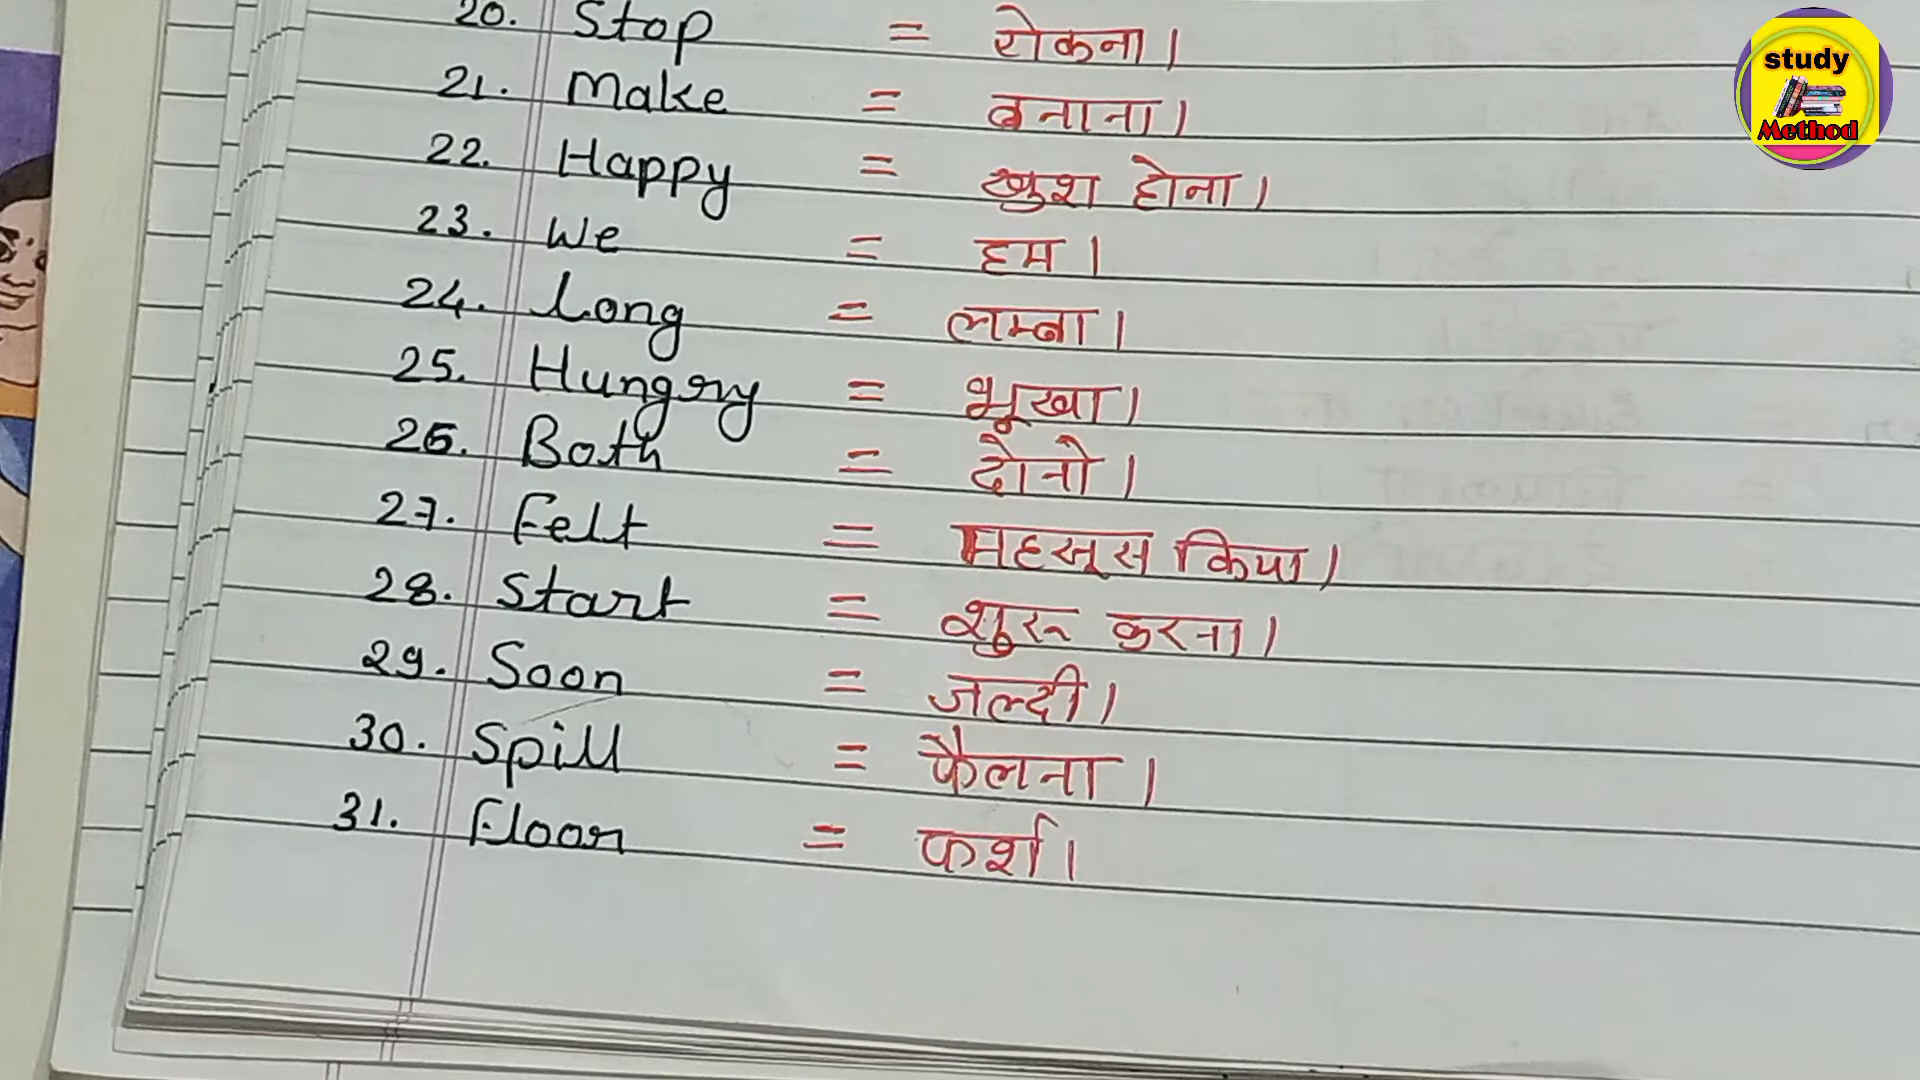 20. Stop = रोकना।
study
Method
21. Make = बनाना।
22. Happy = खुश होना।
23. We = हम।
24. Long = लम्बा।
25. Hungry = भूखा।
26. Both = दोनो।
27. Felt = महसूस किया।
28. Start = शुरू करना।
29. Soon = जल्दी।
30. Spill = फैलना।
31. Floor = फर्श।